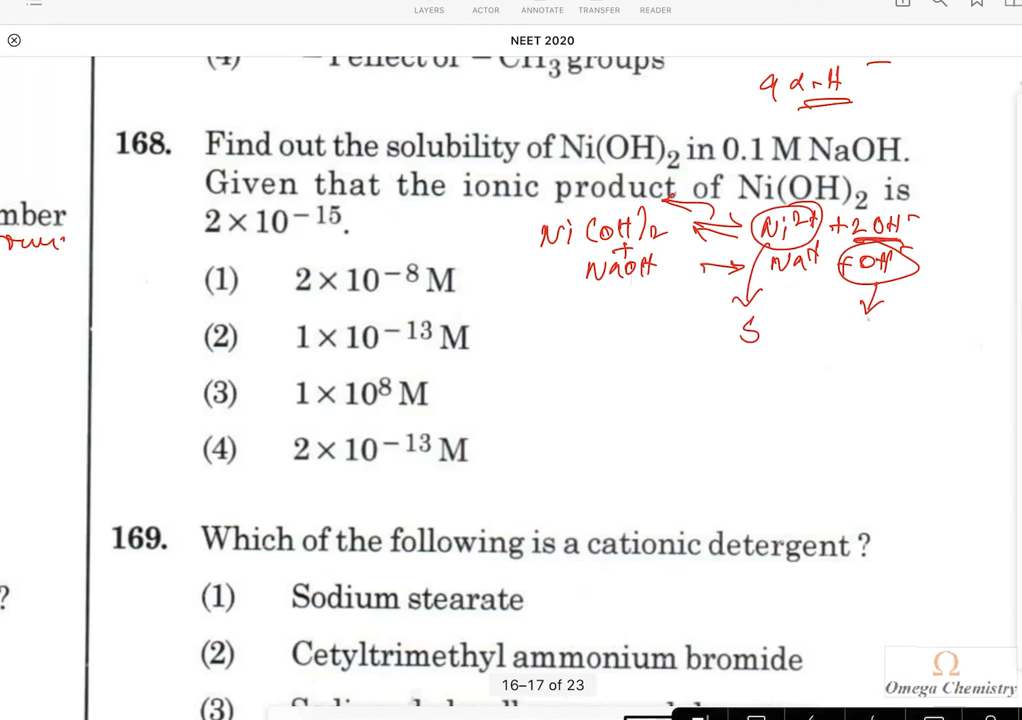 LAYERS ACTOR ANNOTATE TRANSFER READER
NEET 2020
CH3 groups
168. Find out the solubility of Ni(OH)2 in 0.1 M NaOH.
Given that the ionic product of Ni(OH)2 is
mber
2 × 10−15.
Ni(OH)2 ⇌ Ni2+ + 2OH−
+
NaOH → Na+ + OH−
(1) 2 × 10−8 M
S
(2) 1 × 10−13 M
(3) 1 × 108 M
(4) 2 × 10−13 M
169. Which of the following is a cationic detergent ?
?
(1) Sodium stearate
(2) Cetyltrimethyl ammonium bromide
Ω
16–17 of 23
Omega Chemistry
(3)